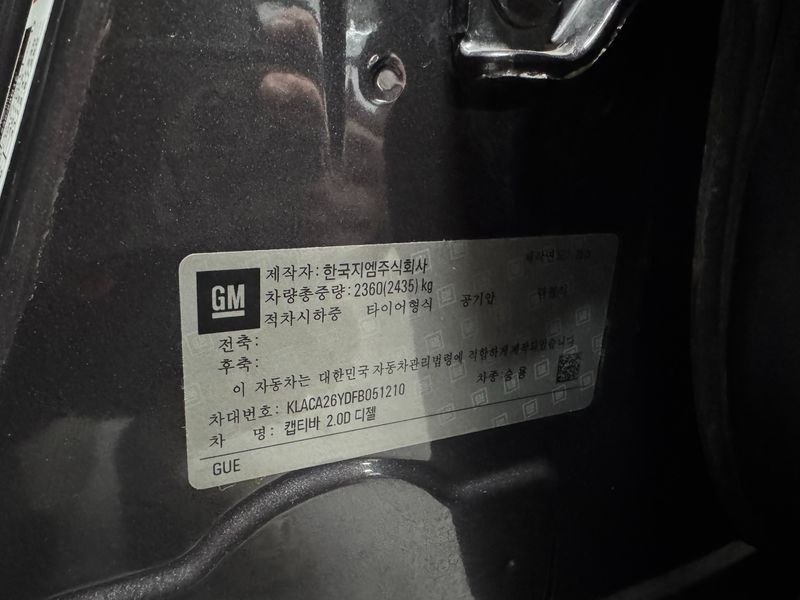 GM
제작자: 한국지엠주식회사
차량총중량: 2360(2435) kg
적차시하중 타이어형식 공기압
전축:
후축:
이 자동차는 대한민국 자동차관리법령에 적합하게 제작되었습니다
차대번호: KLACA26YDFB051210 차종:승용
차 명: 캡티바 2.0D 디젤
GUE